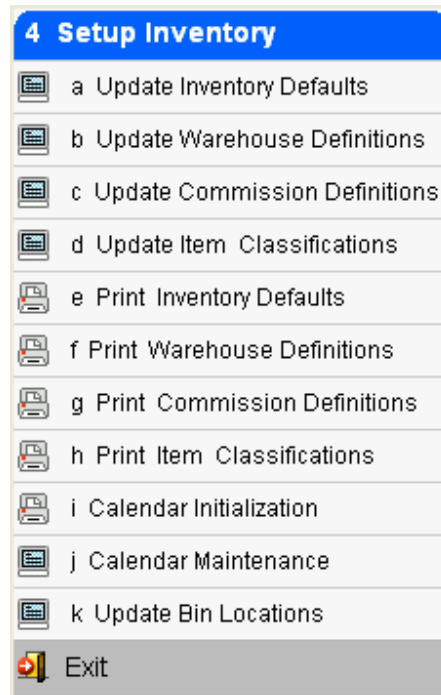 4 Setup Inventory
a Update Inventory Defaults
b Update Warehouse Definitions
c Update Commission Definitions
d Update Item Classifications
e Print Inventory Defaults
f Print Warehouse Definitions
g Print Commission Definitions
h Print Item Classifications
i Calendar Initialization
j Calendar Maintenance
k Update Bin Locations
Exit